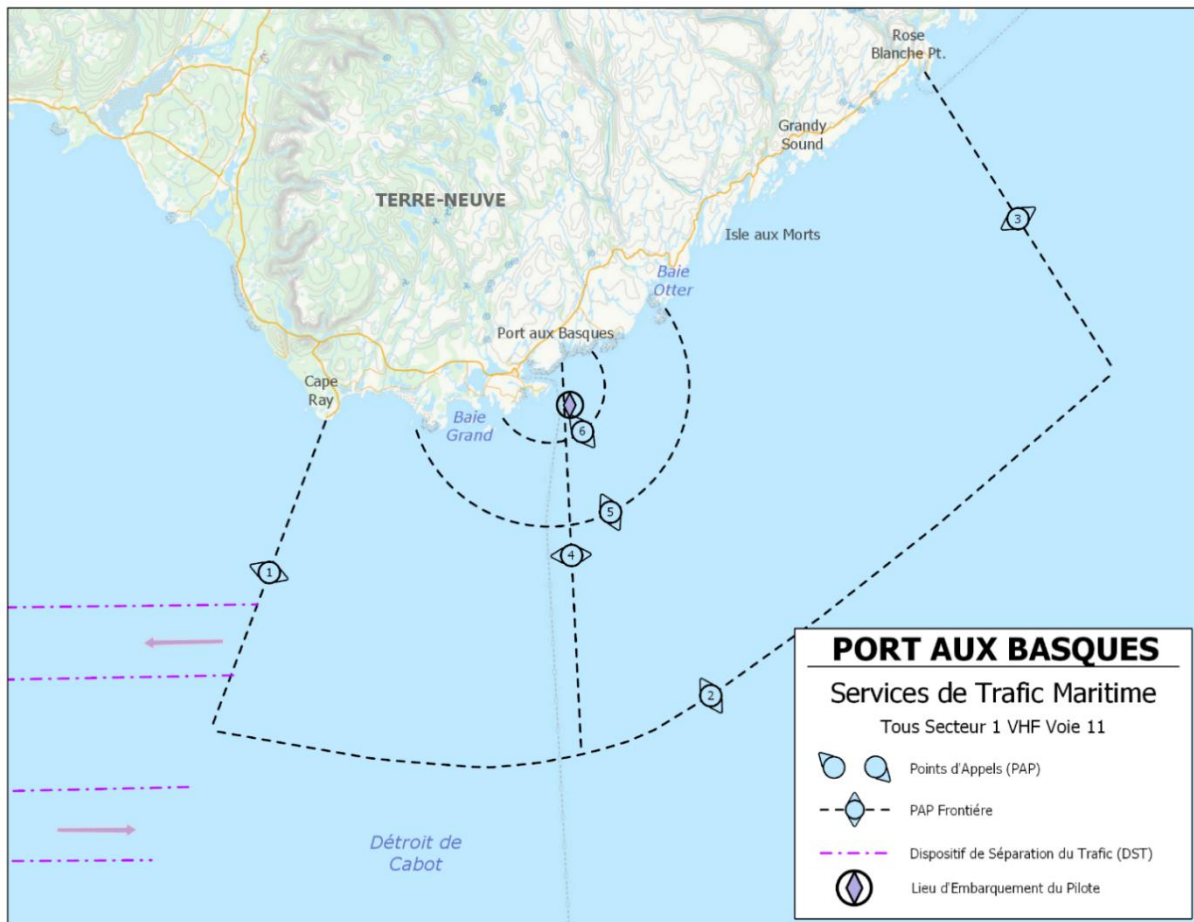 Rose
Blanche Pt.
Grandy
Sound
3
TERRE-NEUVE
Isle aux Morts
Baie
Otter
Port aux Basques
Cape
Ray
Baie
Grand
6
5
4
1
2
Détroit de
Cabot
PORT AUX BASQUES
Services de Trafic Maritime
Tous Secteur 1 VHF Voie 11
Points d'Appels (PAP)
PAP Frontiére
Dispositif de Séparation du Trafic (DST)
Lieu d'Embarquement du Pilote